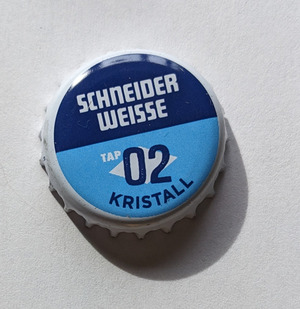 SCHNEIDER
WEISSE
TAP 02
KRISTALL